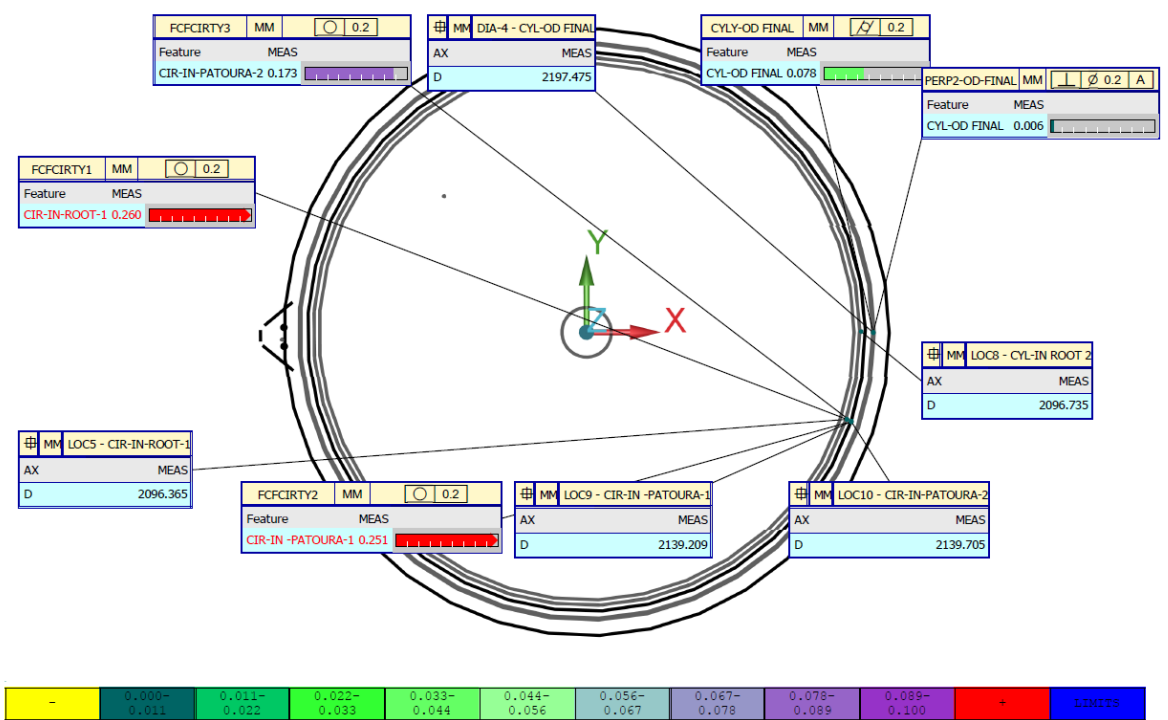 FCFCIRTY3 MM ○ 0.2
Feature MEAS
CIR-IN-PATOURA-2 0.173
MM DIA-4 - CYL-OD FINAL
AX MEAS
D 2197.475
CYLY-OD FINAL MM 0.2
Feature MEAS
CYL-OD FINAL 0.078
PERP2-OD-FINAL MM ⊥ Ø 0.2 A
Feature MEAS
CYL-OD FINAL 0.006
FCFCIRTY1 MM ○ 0.2
Feature MEAS
CIR-IN-ROOT-1 0.260
Y
Z
X
MM LOC8 - CYL-IN ROOT 2
AX MEAS
D 2096.735
MM LOC5 - CIR-IN-ROOT-1
AX MEAS
D 2096.365
FCFCIRTY2 MM ○ 0.2
Feature MEAS
CIR-IN -PATOURA-1 0.251
MM LOC9 - CIR-IN -PATOURA-1
AX MEAS
D 2139.209
MM LOC10 - CIR-IN-PATOURA-2
AX MEAS
D 2139.705
- 0.000-0.011 0.011-0.022 0.022-0.033 0.033-0.044 0.044-0.056 0.056-0.067 0.067-0.078 0.078-0.089 0.089-0.100 + LIMITS